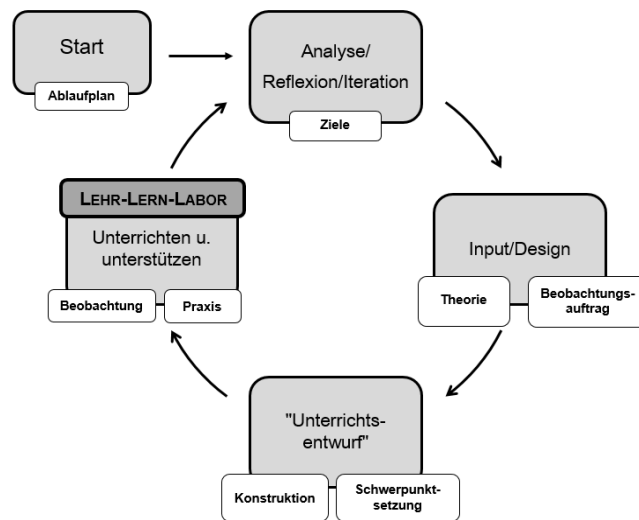 Start
Ablaufplan
Analyse/
Reflexion/Iteration
Ziele
Input/Design
Theorie
Beobachtungs-
auftrag
"Unterrichts-
entwurf"
Konstruktion
Schwerpunkt-
setzung
LEHR-LERN-LABOR
Unterrichten u.
unterstützen
Beobachtung
Praxis